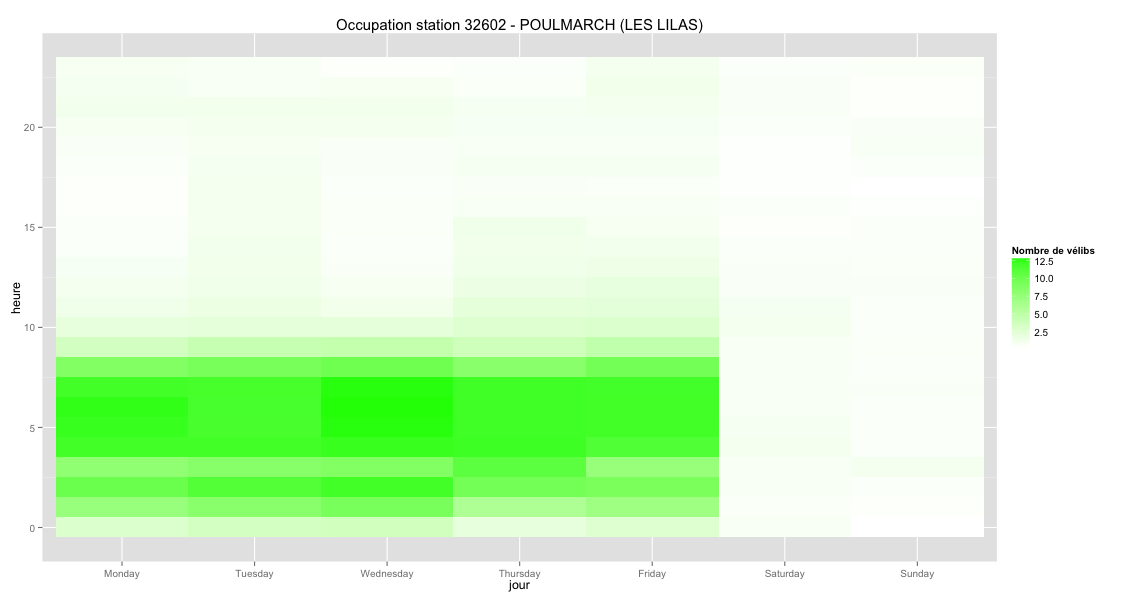 Occupation station 32602 - POULMARCH (LES LILAS)
20
15
10
5
0
heure
Monday Tuesday Wednesday Thursday Friday Saturday Sunday
jour
Nombre de vélibs
12.5
10.0
7.5
5.0
2.5